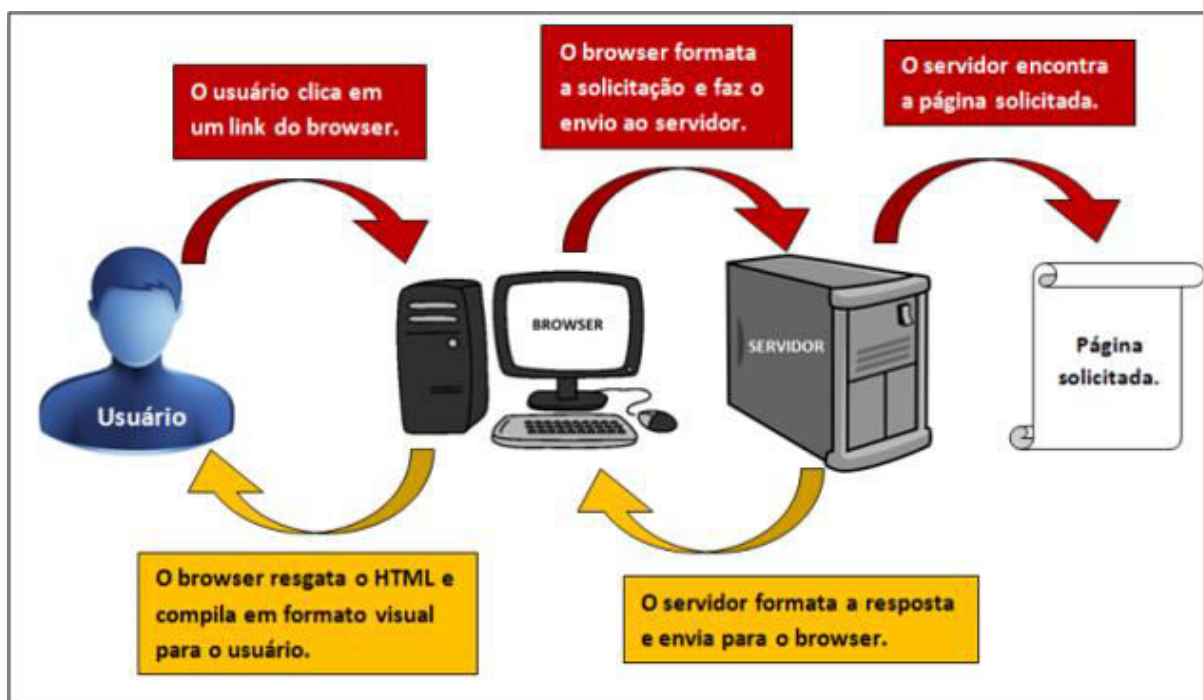 O usuário clica em
um link do browser.
O browser formata
a solicitação e faz o
envio ao servidor.
O servidor encontra
a página solicitada.
Usuário
BROWSER
SERVIDOR
Página
solicitada.
O browser resgata o HTML e
compila em formato visual
para o usuário.
O servidor formata a resposta
e envia para o browser.